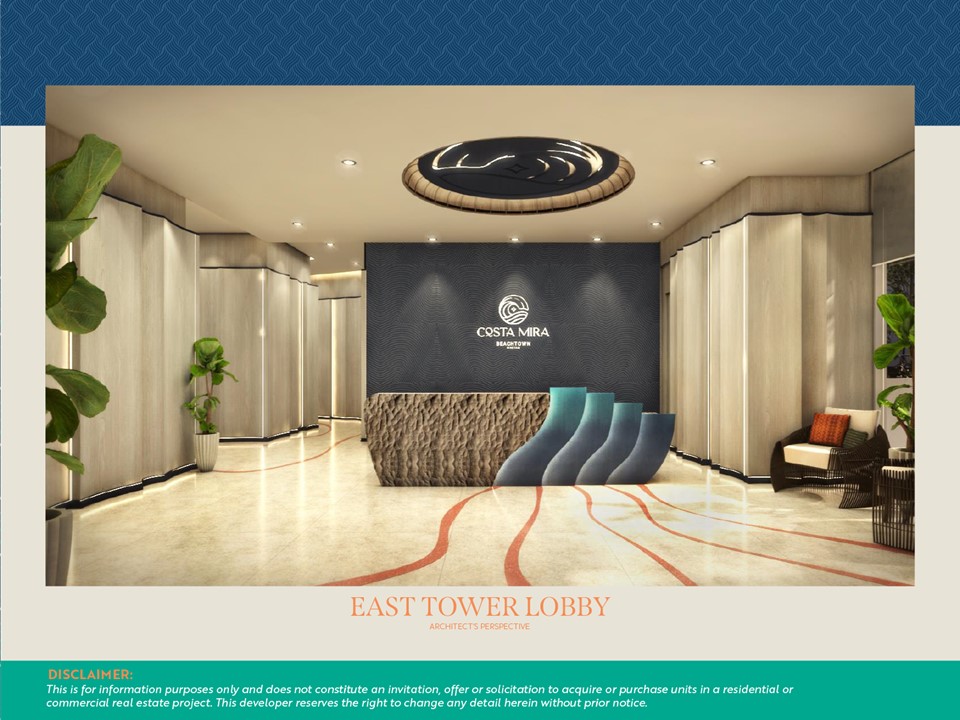 COSTA MIRA
BEACHTOWN
EAST TOWER LOBBY
ARCHITECT'S PERSPECTIVE
DISCLAIMER:
This is for information purposes only and does not constitute an invitation, offer or solicitation to acquire or purchase units in a residential or
commercial real estate project. This developer reserves the right to change any detail herein without prior notice.